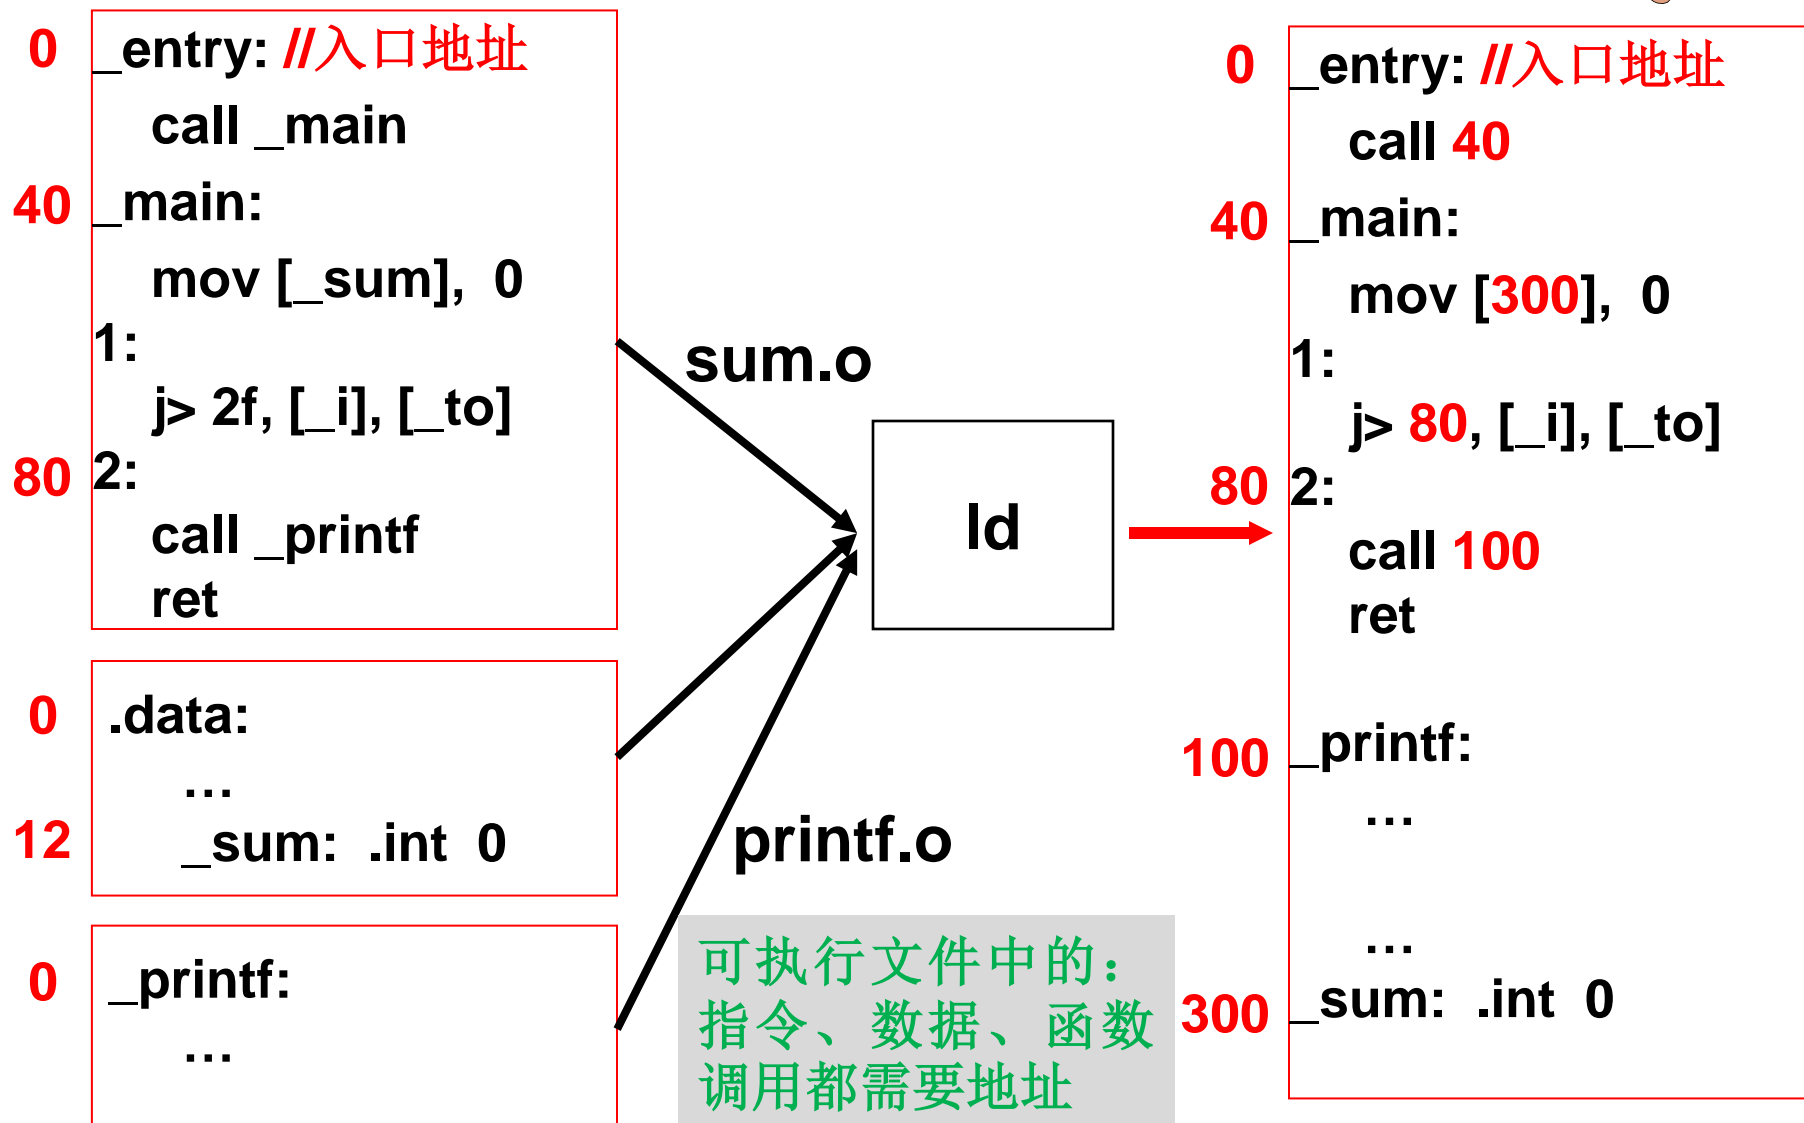 0 _entry: //入口地址
call _main
40 _main:
mov [_sum], 0
1:
j> 2f, [_i], [_to]
80 2:
call _printf
ret
0 .data:
…
12 _sum: .int 0
0 _printf:
…
sum.o
printf.o
ld
可执行文件中的：
指令、数据、函数
调用都需要地址
0 _entry: //入口地址
call 40
40 _main:
mov [300], 0
1:
j> 80, [_i], [_to]
80 2:
call 100
ret
100 _printf:
…
…
300 _sum: .int 0